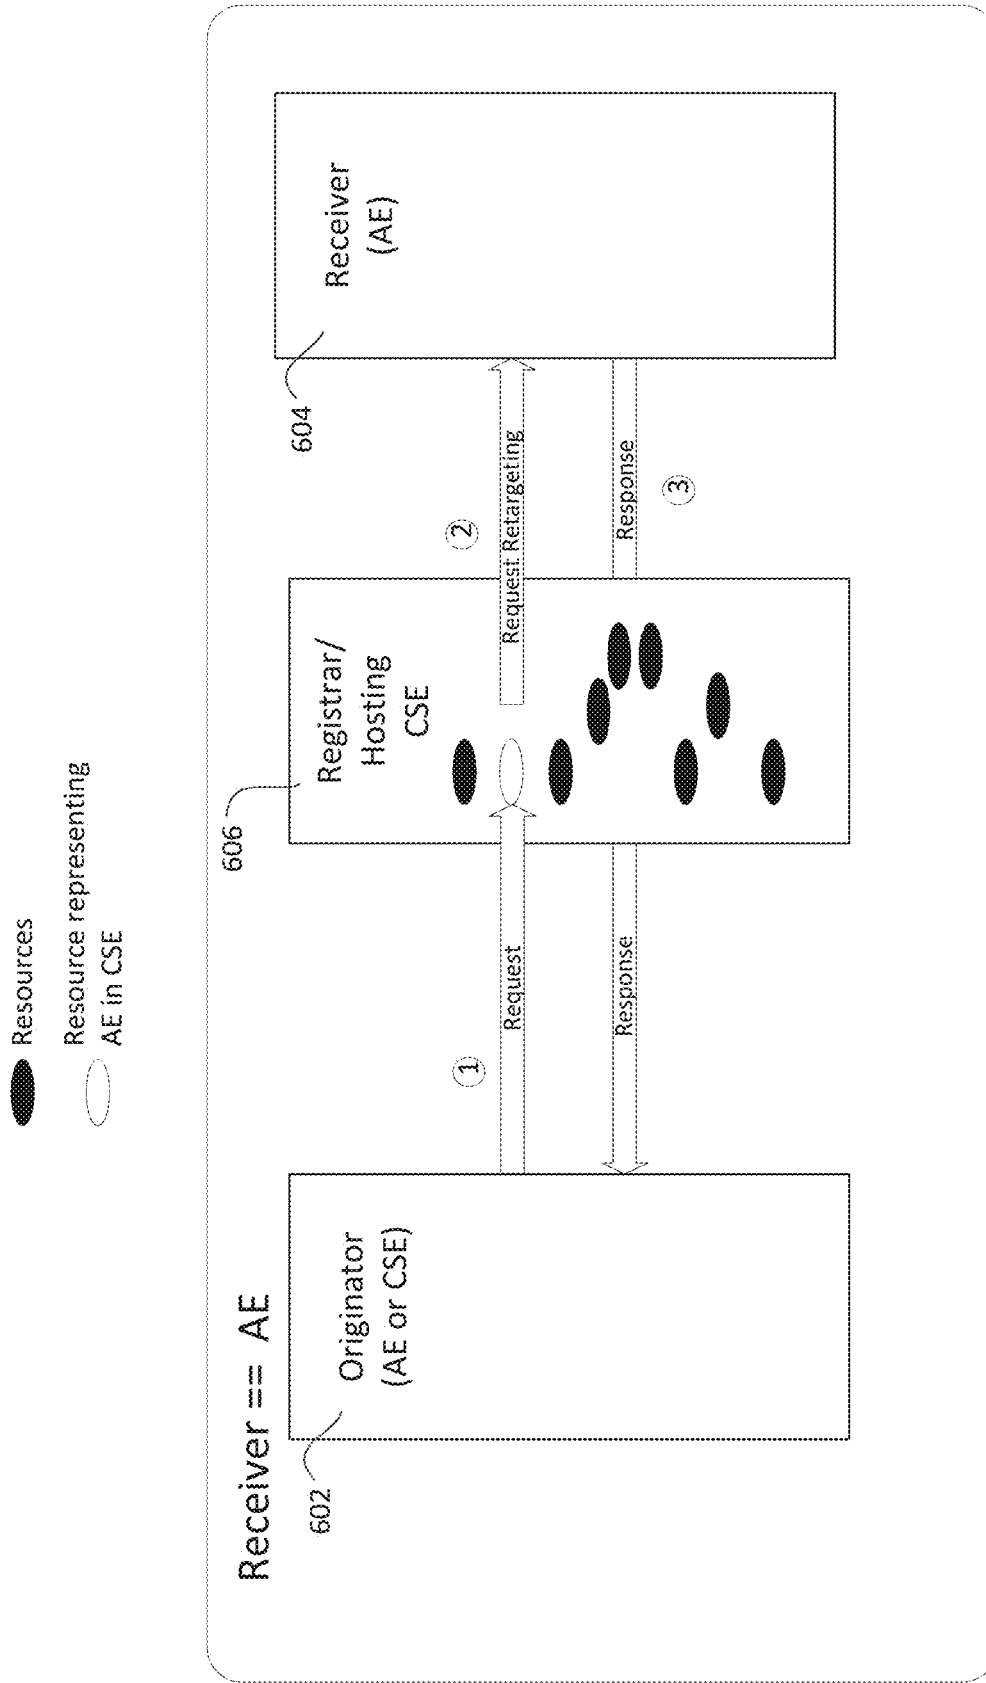 Resources
Resource representing
AE in CSE
Receiver == AE
602
Originator
(AE or CSE)
1
Request
Response
606
Registrar/
Hosting
CSE
2
Request Retargeting
Response
3
604
Receiver
(AE)